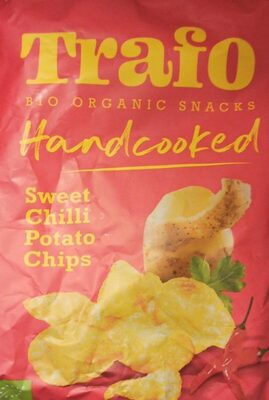 Trafo
BIO ORGANIC SNACKS
Handcooked
Sweet
Chilli
Potato
Chips